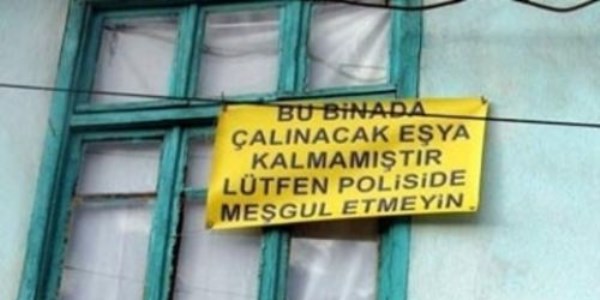 BU BİNADA
ÇALINACAK EŞYA
KALMAMIŞTIR
LÜTFEN POLİSİDE
MEŞGUL ETMEYİN